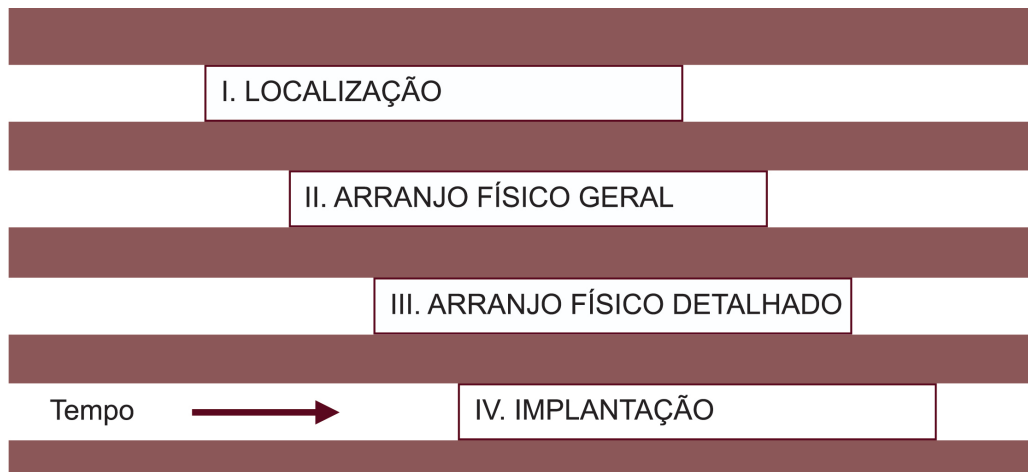 I. LOCALIZAÇÃO
II. ARRANJO FÍSICO GERAL
III. ARRANJO FÍSICO DETALHADO
Tempo
IV. IMPLANTAÇÃO